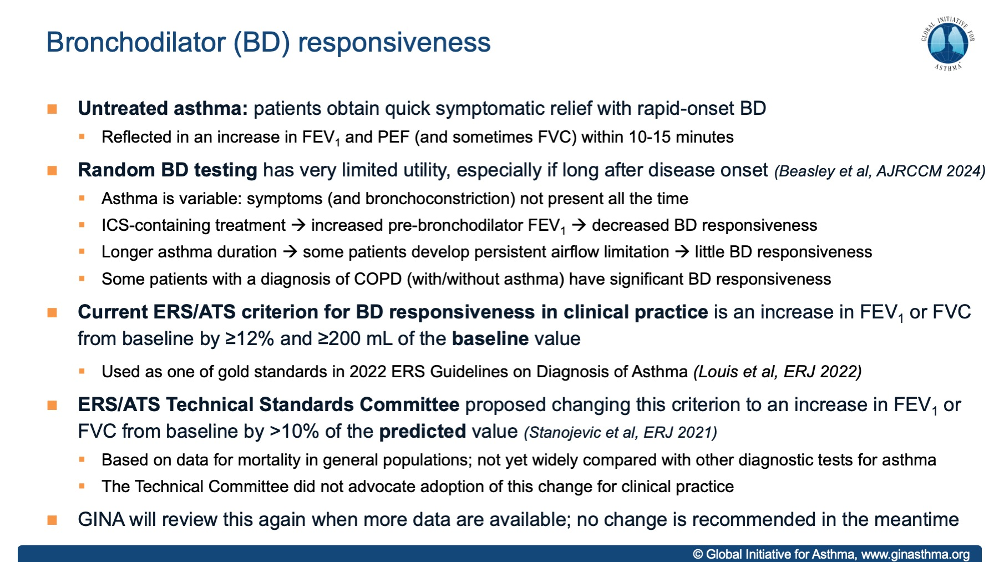 Bronchodilator (BD) responsiveness
GLOBAL INITIATIVE FOR
ASTHMA
■ Untreated asthma: patients obtain quick symptomatic relief with rapid-onset BD
▪ Reflected in an increase in FEV₁ and PEF (and sometimes FVC) within 10-15 minutes
■ Random BD testing has very limited utility, especially if long after disease onset (Beasley et al, AJRCCM 2024)
▪ Asthma is variable: symptoms (and bronchoconstriction) not present all the time
▪ ICS-containing treatment → increased pre-bronchodilator FEV₁ → decreased BD responsiveness
▪ Longer asthma duration → some patients develop persistent airflow limitation → little BD responsiveness
▪ Some patients with a diagnosis of COPD (with/without asthma) have significant BD responsiveness
■ Current ERS/ATS criterion for BD responsiveness in clinical practice is an increase in FEV₁ or FVC
from baseline by ≥12% and ≥200 mL of the baseline value
▪ Used as one of gold standards in 2022 ERS Guidelines on Diagnosis of Asthma (Louis et al, ERJ 2022)
■ ERS/ATS Technical Standards Committee proposed changing this criterion to an increase in FEV₁ or
FVC from baseline by >10% of the predicted value (Stanojevic et al, ERJ 2021)
▪ Based on data for mortality in general populations; not yet widely compared with other diagnostic tests for asthma
▪ The Technical Committee did not advocate adoption of this change for clinical practice
■ GINA will review this again when more data are available; no change is recommended in the meantime
© Global Initiative for Asthma, www.ginasthma.org